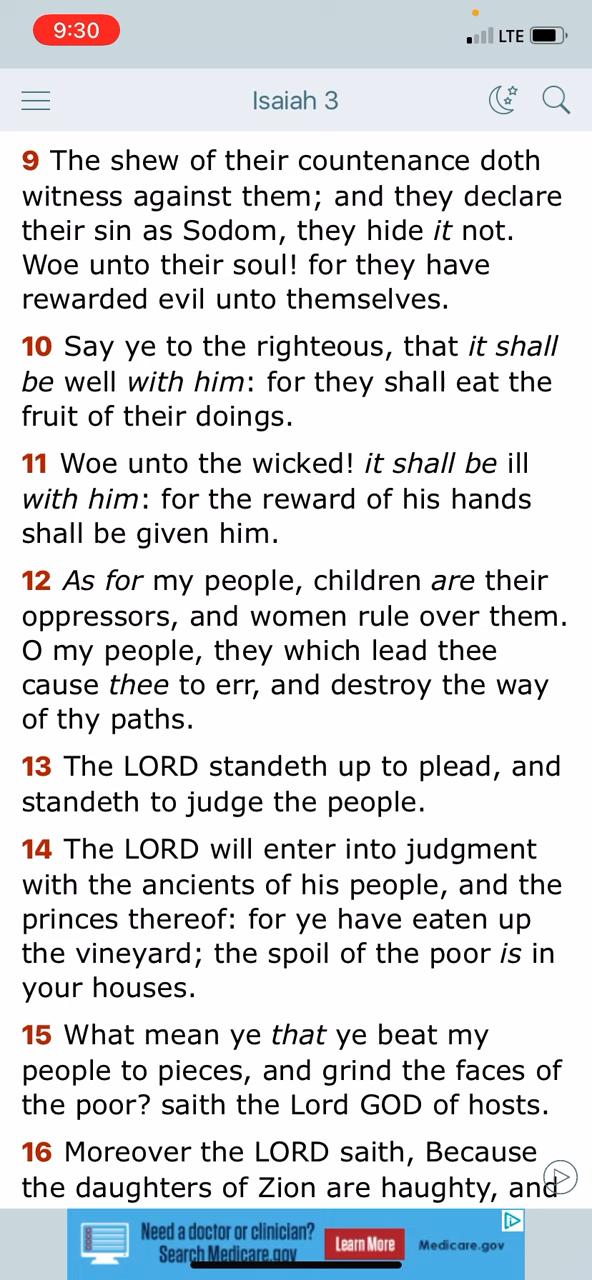 9:30
LTE
Isaiah 3
9 The shew of their countenance doth
witness against them; and they declare
their sin as Sodom, they hide it not.
Woe unto their soul! for they have
rewarded evil unto themselves.
10 Say ye to the righteous, that it shall
be well with him: for they shall eat the
fruit of their doings.
11 Woe unto the wicked! it shall be ill
with him: for the reward of his hands
shall be given him.
12 As for my people, children are their
oppressors, and women rule over them.
O my people, they which lead thee
cause thee to err, and destroy the way
of thy paths.
13 The LORD standeth up to plead, and
standeth to judge the people.
14 The LORD will enter into judgment
with the ancients of his people, and the
princes thereof: for ye have eaten up
the vineyard; the spoil of the poor is in
your houses.
15 What mean ye that ye beat my
people to pieces, and grind the faces of
the poor? saith the Lord GOD of hosts.
16 Moreover the LORD saith, Because
the daughters of Zion are haughty, and
Need a doctor or clinician?
Search Medicare.gov
Learn More
Medicare.gov